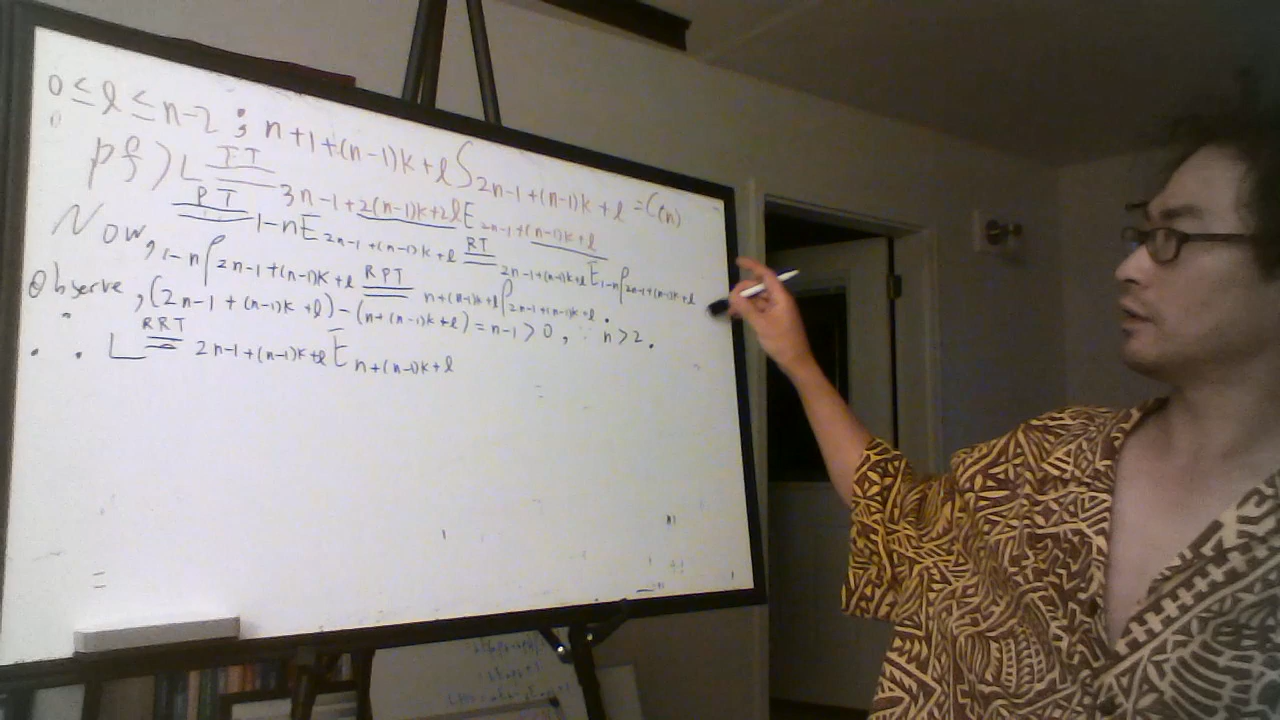 0 ≤ l ≤ n-2 ; n+1+(n-1)k+l S 2n-1+(n-1)k+l = C(n)
pf) L TT = 3n-1+2(n-1)k+2l E 2n-1+(n-1)k+l
PT = 1-n E 2n-1+(n-1)k+l RT = 2n-1+(n-1)k+l E 1-n ρ 2n-1+(n-1)k+l
Now, 1-n ρ 2n-1+(n-1)k+l RPT = n+(n-1)k+l ρ 2n-1+(n-1)k+l .
Observe, (2n-1+(n-1)k+l) - (n+(n-1)k+l) = n-1 > 0, ∵ n > 2.
∴ L RRT = 2n-1+(n-1)k+l E n+(n-1)k+l